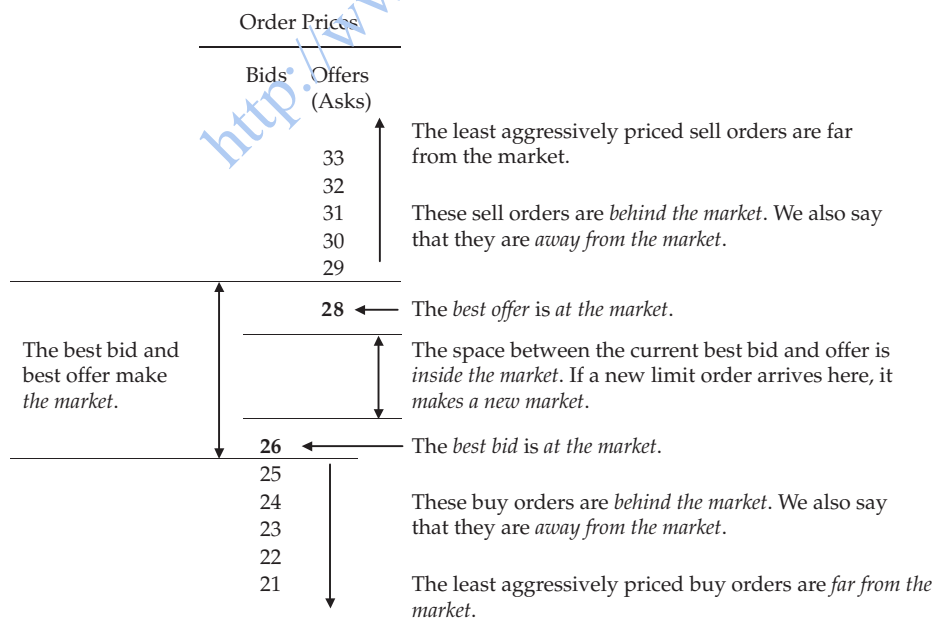 http://ww
Order Prices
Bids Offers
(Asks)
The least aggressively priced sell orders are far
from the market.
33
32
31
These sell orders are behind the market. We also say
that they are away from the market.
30
29
28
The best offer is at the market.
The best bid and
best offer make
the market.
The space between the current best bid and offer is
inside the market. If a new limit order arrives here, it
makes a new market.
26
The best bid is at the market.
25
24
23
22
21
These buy orders are behind the market. We also say
that they are away from the market.
The least aggressively priced buy orders are far from the
market.